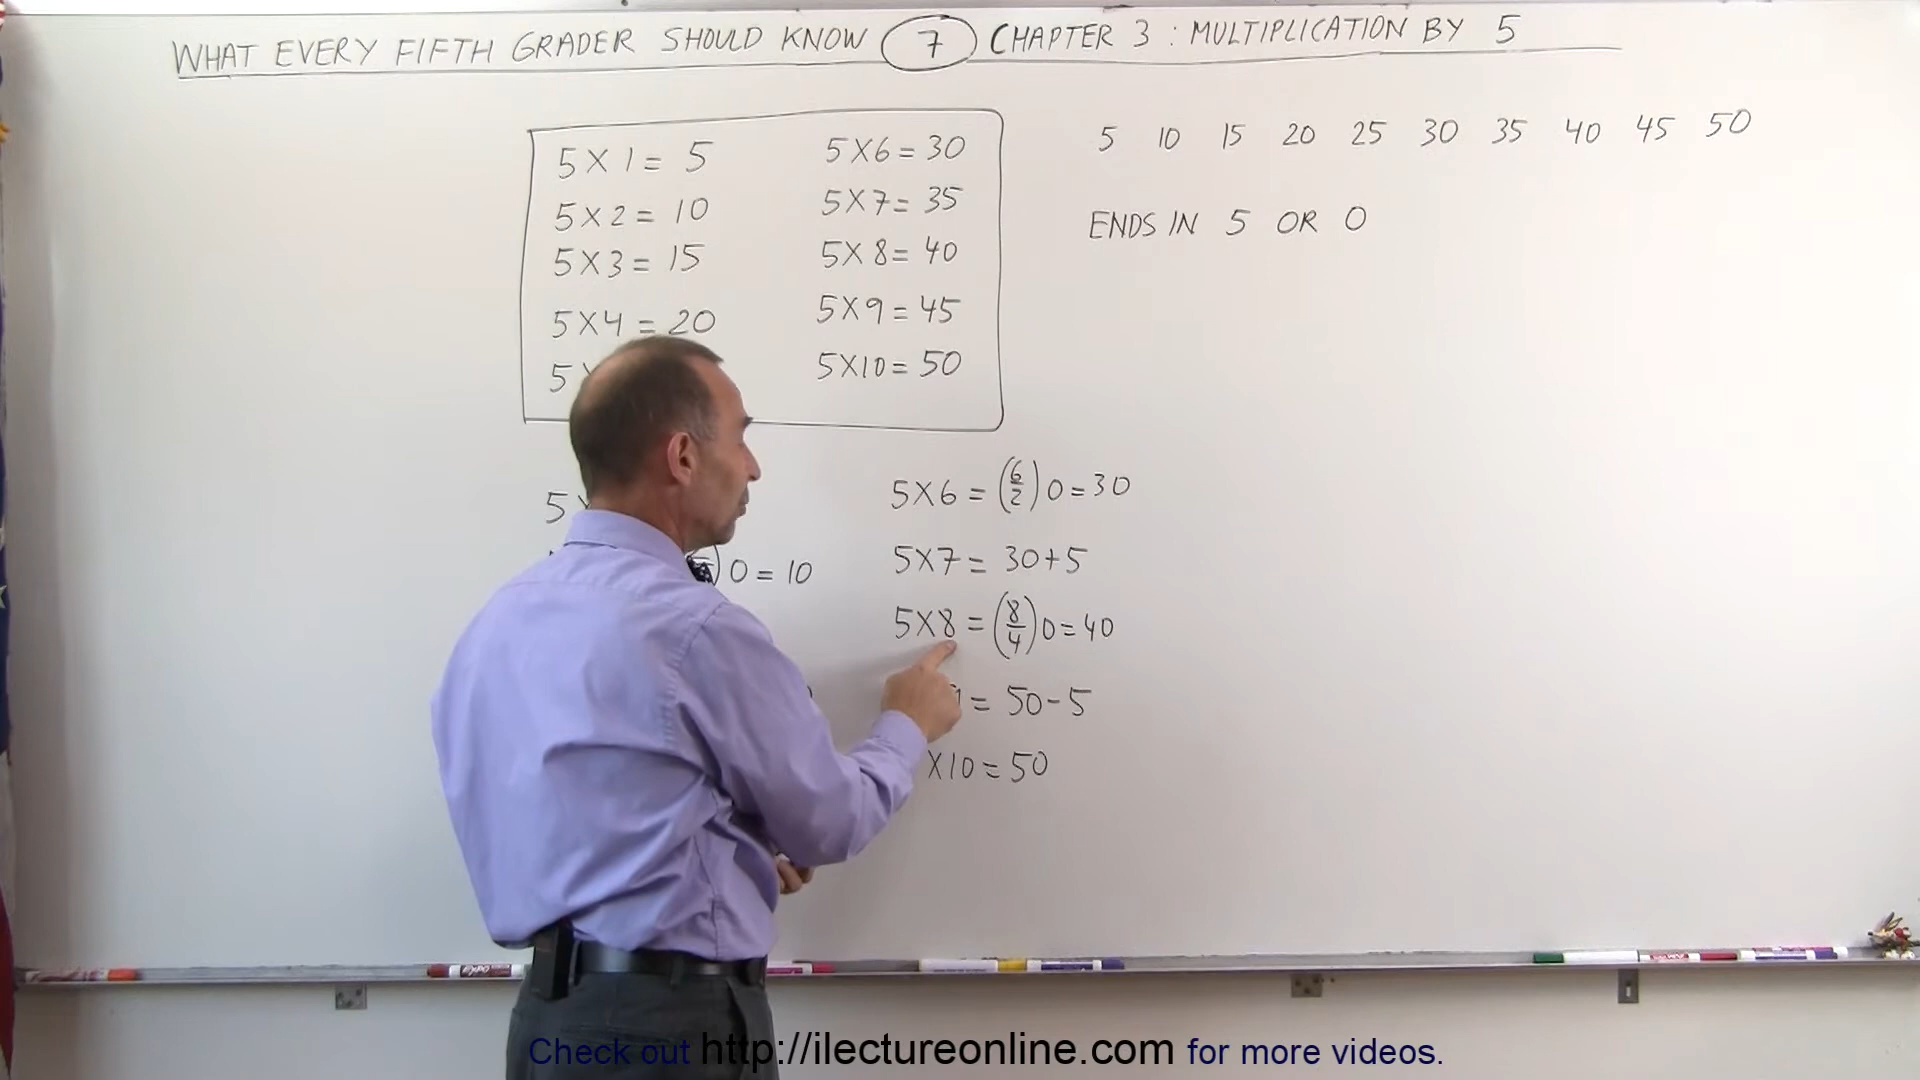 WHAT EVERY FIFTH GRADER SHOULD KNOW 7 CHAPTER 3 : MULTIPLICATION BY 5
5 X 1 = 5
5 X 2 = 10
5 X 3 = 15
5 X 4 = 20
5
5 X 6 = 30
5 X 7 = 35
5 X 8 = 40
5 X 9 = 45
5 X 10 = 50
5 10 15 20 25 30 35 40 45 50
ENDS IN 5 OR 0
5
) 0 = 10
5 X 6 = (6/2) 0 = 30
5 X 7 = 30 + 5
5 X 8 = (8/4) 0 = 40
= 50 - 5
X 10 = 50
Check out http://ilectureonline.com for more videos.